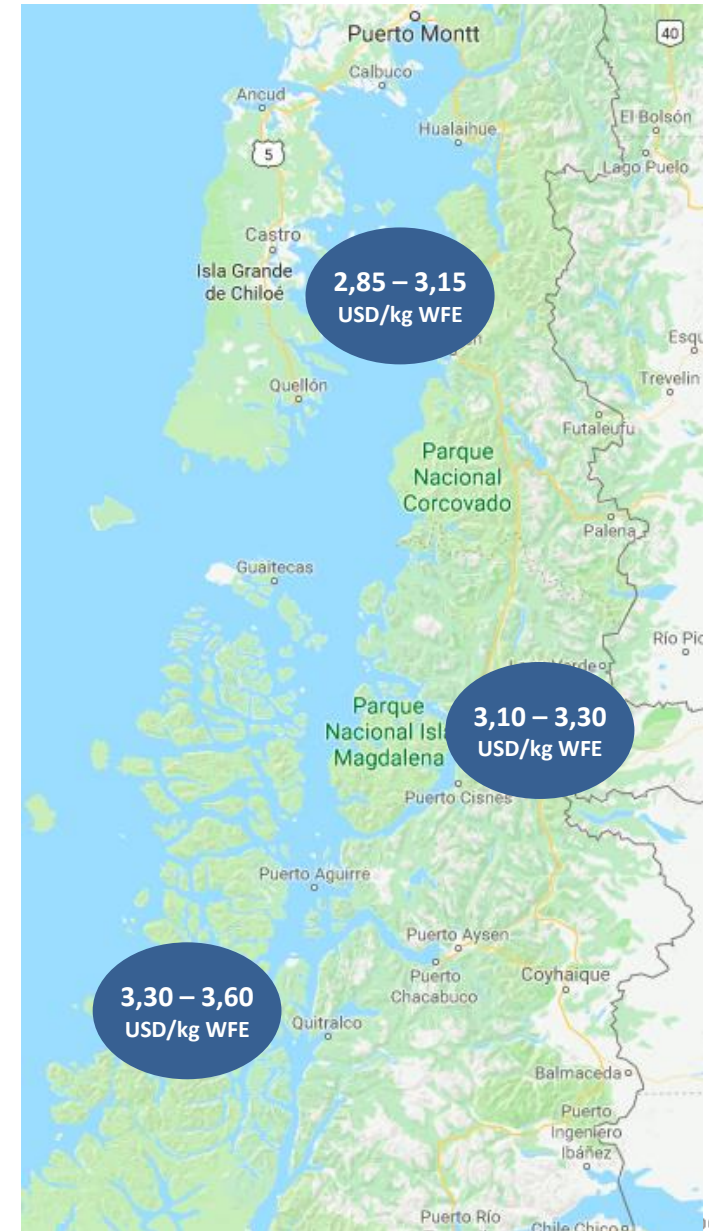 Puerto Montt
40
Calbuco
Ancud
Hualaihue
El Bolsón
5
Lago Puelo
Castro
Isla Grande
de Chiloé
2,85 – 3,15
USD/kg WFE
Esqu
Trevelin
Quellón
Futaleufu
Parque
Nacional
Corcovado
Palena
Guaitecas
Río Pic
Parque
Nacional Isl
Magdalena
3,10 – 3,30
USD/kg WFE
Puerto Cisnes
Puerto Aguirre
Puerto Aysen
Puerto
Chacabuco
Coyhaique
3,30 – 3,60
USD/kg WFE
Quitralco
Balmaceda
Puerto
Ingeniero
Ibáñez
Puerto Río
Chile Chico